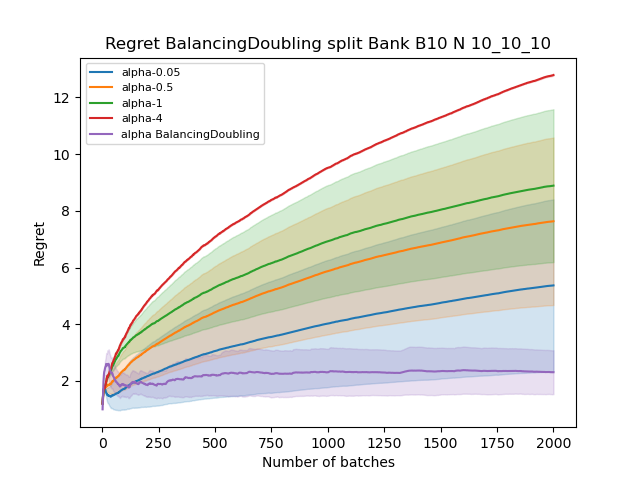 Regret BalancingDoubling split Bank B10 N 10_10_10
alpha-0.05
alpha-0.5
alpha-1
alpha-4
alpha BalancingDoubling
12
10
8
6
4
2
Regret
0
250
500
750
1000
1250
1500
1750
2000
Number of batches